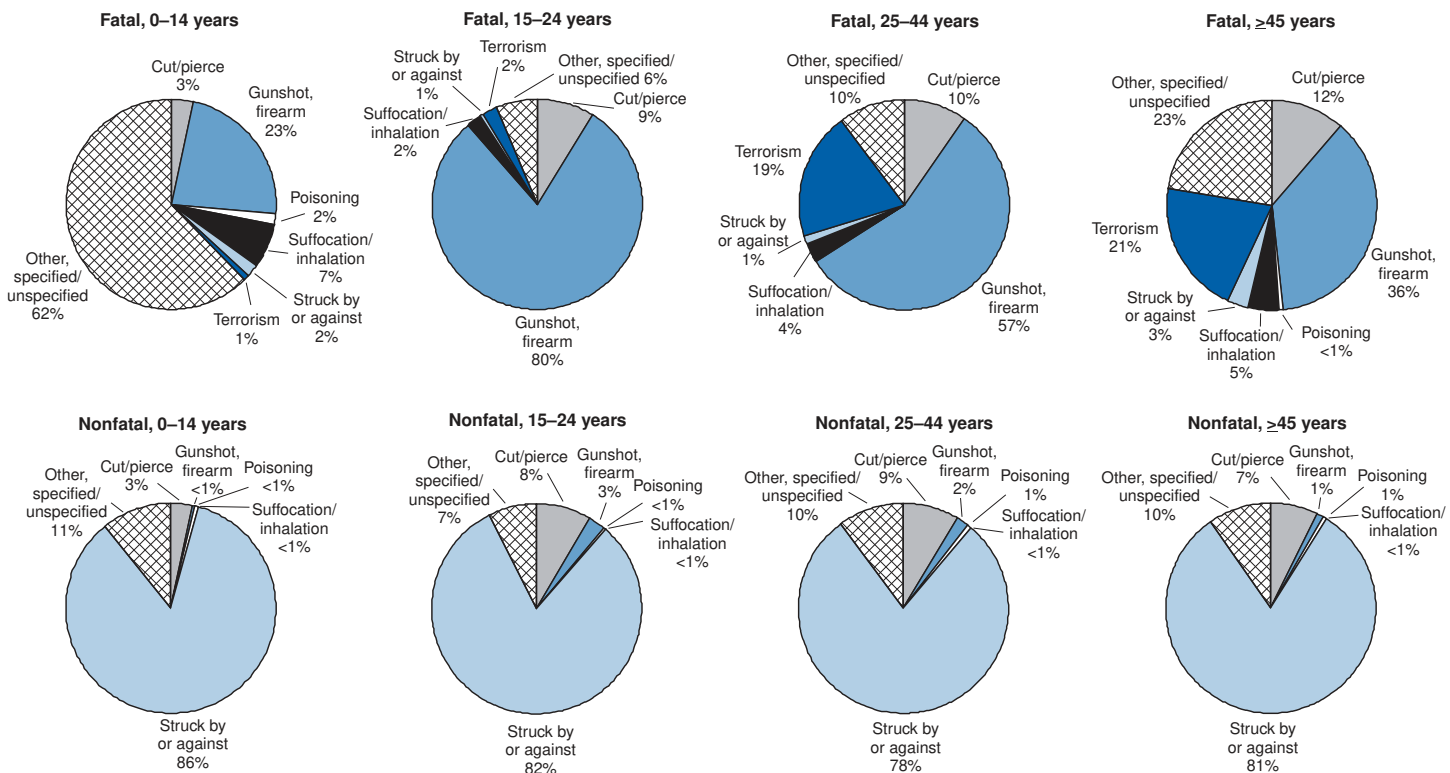 Fatal, 0–14 years
Cut/pierce
3%
Gunshot,
firearm
23%
Poisoning
2%
Suffocation/
inhalation
7%
Struck by
or against
2%
Terrorism
1%
Other,
specified/
unspecified
62%
Fatal, 15–24 years
Struck by
or against
1%
Terrorism
2%
Other, specified/
unspecified 6%
Cut/pierce
9%
Suffocation/
inhalation
2%
Gunshot,
firearm
80%
Fatal, 25–44 years
Other, specified/
unspecified
10%
Cut/pierce
10%
Terrorism
19%
Struck by
or against
1%
Suffocation/
inhalation
4%
Gunshot,
firearm
57%
Fatal, ≥45 years
Other, specified/
unspecified
23%
Cut/pierce
12%
Terrorism
21%
Struck by
or against
3%
Suffocation/
inhalation
5%
Poisoning
<1%
Gunshot,
firearm
36%
Nonfatal, 0–14 years
Other,
specified/
unspecified
11%
Cut/pierce
3%
Gunshot,
firearm
<1%
Poisoning
<1%
Suffocation/
inhalation
<1%
Struck by
or against
86%
Nonfatal, 15–24 years
Other,
specified/
unspecified
7%
Cut/pierce
8%
Gunshot,
firearm
3%
Poisoning
<1%
Suffocation/
inhalation
<1%
Struck by
or against
82%
Nonfatal, 25–44 years
Other, specified/
unspecified
10%
Cut/pierce
9%
Gunshot,
firearm
2%
Poisoning
1%
Suffocation/
inhalation
<1%
Struck by
or against
78%
Nonfatal, ≥45 years
Other, specified/
unspecified
10%
Cut/pierce
7%
Gunshot,
firearm
1%
Poisoning
1%
Suffocation/
inhalation
<1%
Struck by
or against
81%